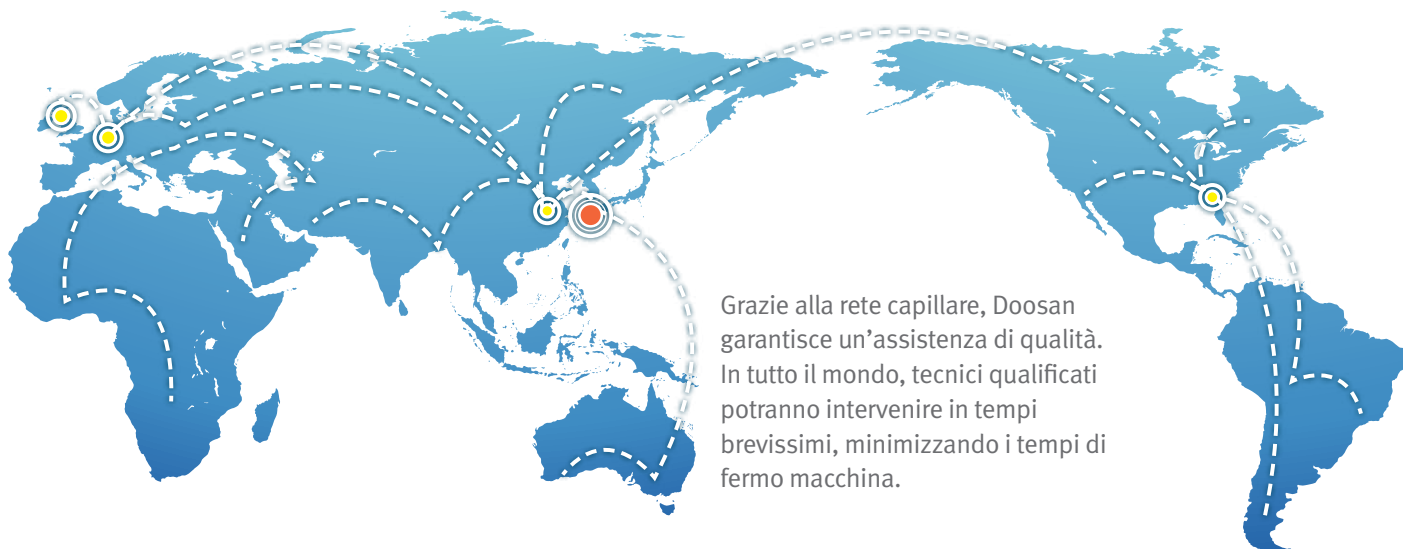 Grazie alla rete capillare, Doosan
garantisce un’assistenza di qualità.
In tutto il mondo, tecnici qualificati
potranno intervenire in tempi
brevissimi, minimizzando i tempi di
fermo macchina.